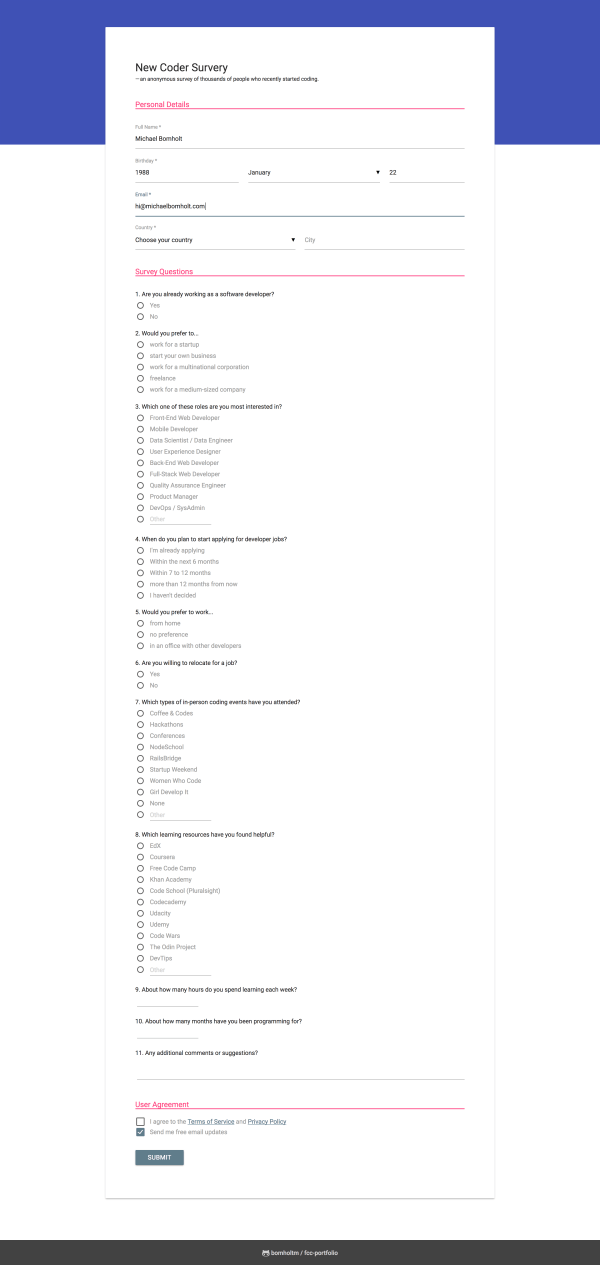 New Coder Survery
– an anonymous survey of thousands of people who recently started coding.
Personal Details
Full Name *
Michael Bornholt
Birthday *
1988 January 22
Email *
hi@michaelbornholt.com
Country *
Choose your country City
Survey Questions
1. Are you already working as a software developer?
Yes
No
2. Would you prefer to...
work for a startup
start your own business
work for a multinational corporation
freelance
work for a medium-sized company
3. Which one of these roles are you most interested in?
Front-End Web Developer
Mobile Developer
Data Scientist / Data Engineer
User Experience Designer
Back-End Web Developer
Full-Stack Web Developer
Quality Assurance Engineer
Product Manager
DevOps / SysAdmin
Other
4. When do you plan to start applying for developer jobs?
I'm already applying
Within the next 6 months
Within 7 to 12 months
more than 12 months from now
I haven't decided
5. Would you prefer to work...
from home
no preference
in an office with other developers
6. Are you willing to relocate for a job?
Yes
No
7. Which types of in-person coding events have you attended?
Coffee & Codes
Hackathons
Conferences
NodeSchool
RailsBridge
Startup Weekend
Women Who Code
Girl Develop It
None
Other
8. Which learning resources have you found helpful?
EdX
Coursera
Free Code Camp
Khan Academy
Code School (Pluralsight)
Codecademy
Udacity
Udemy
Code Wars
The Odin Project
DevTips
Other
9. About how many hours do you spend learning each week?
10. About how many months have you been programming for?
11. Any additional comments or suggestions?
User Agreement
I agree to the Terms of Service and Privacy Policy
Send me free email updates
SUBMIT
bornholtm / fcc-portfolio